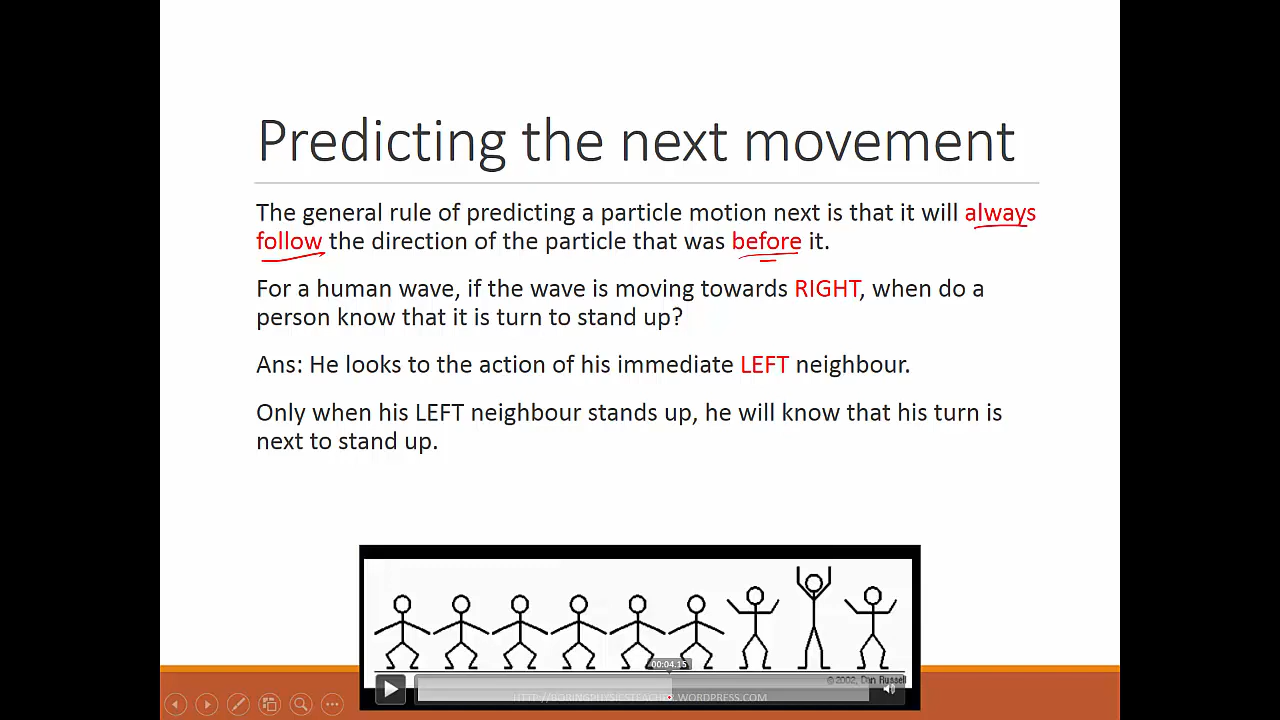 Predicting the next movement
The general rule of predicting a particle motion next is that it will always
follow the direction of the particle that was before it.
For a human wave, if the wave is moving towards RIGHT, when do a
person know that it is turn to stand up?
Ans: He looks to the action of his immediate LEFT neighbour.
Only when his LEFT neighbour stands up, he will know that his turn is
next to stand up.
00:04.15
©2002, Dan Russell
HTTP://BORINGPHYSICSTEACHER.WORDPRESS.COM